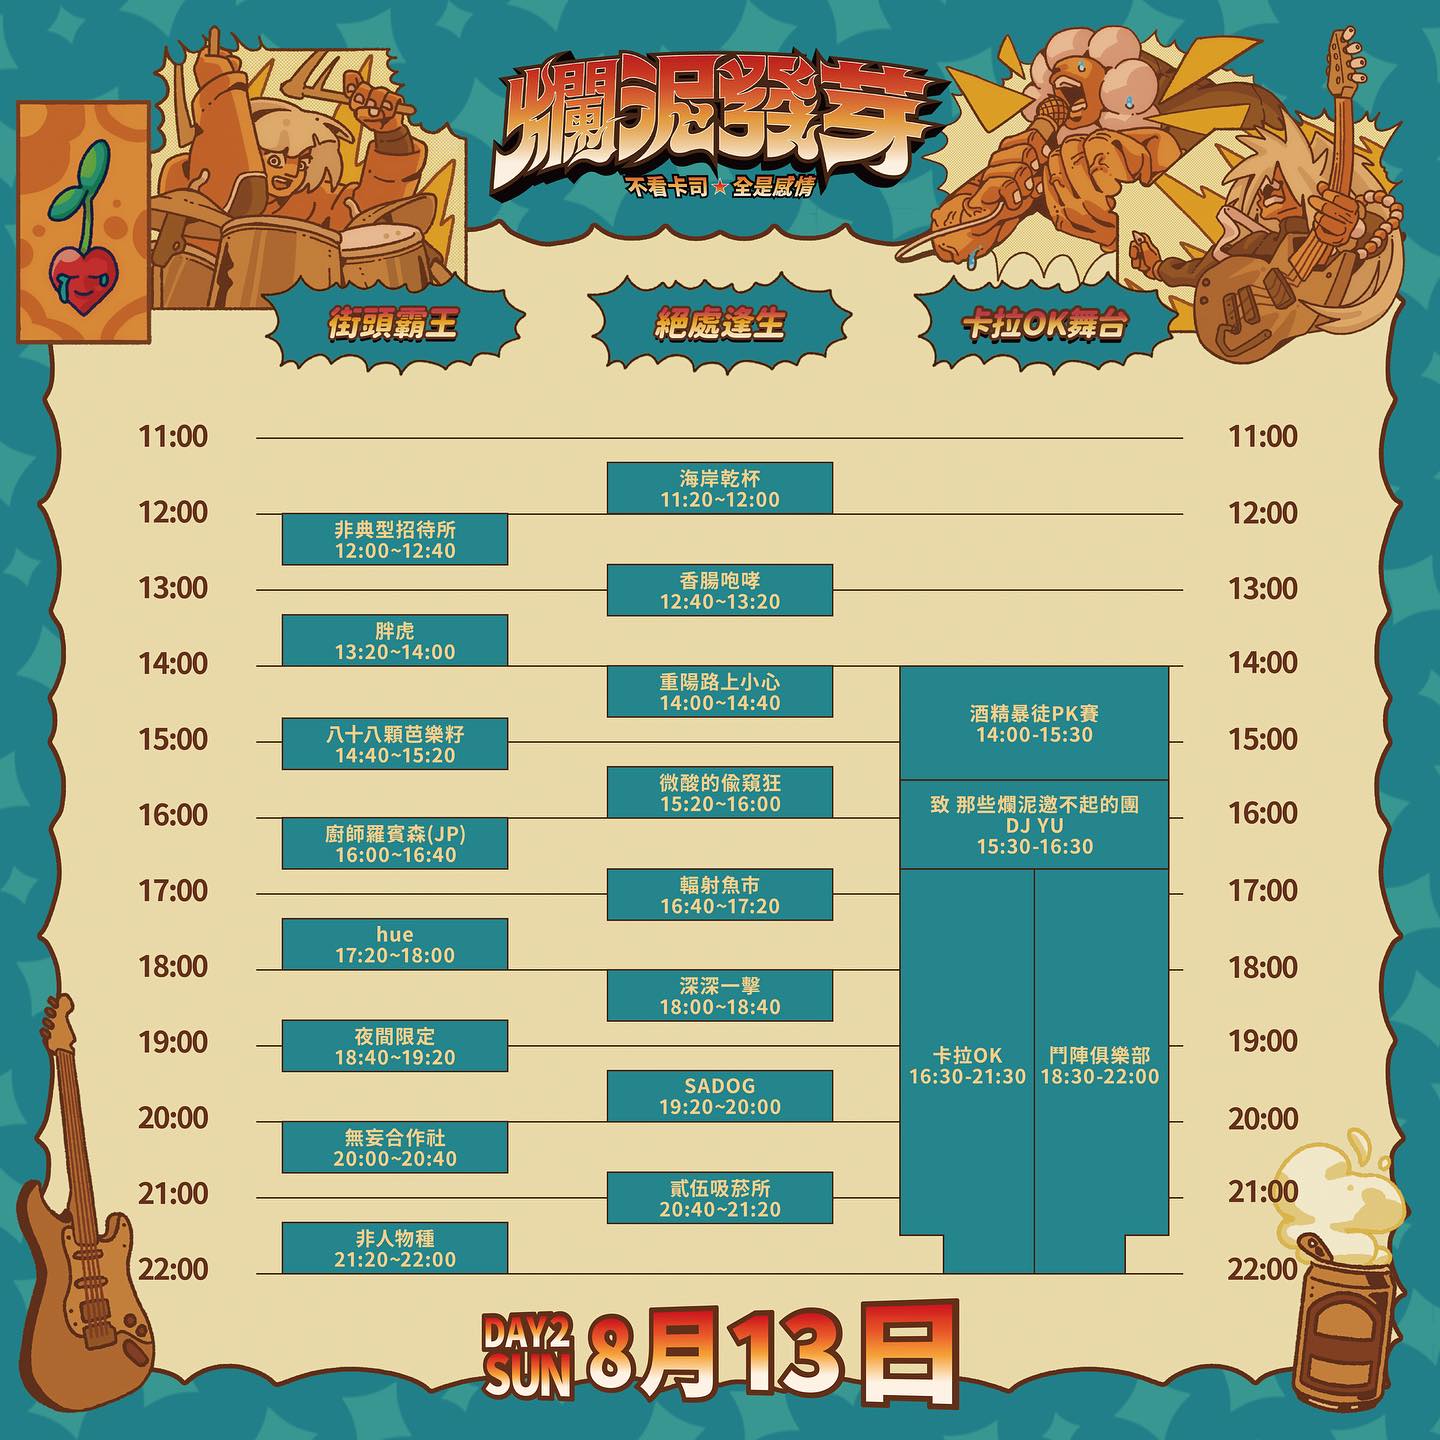 爛泥發芽
不看卡司★全是感情
街頭霸王
絕處逢生
卡拉OK舞台
11:00
11:00
海岸乾杯
11:20~12:00
12:00
12:00
非典型招待所
12:00~12:40
香腸咆哮
12:40~13:20
13:00
13:00
胖虎
13:20~14:00
14:00
14:00
重陽路上小心
14:00~14:40
酒精暴徒PK賽
14:00-15:30
八十八顆芭樂籽
14:40~15:20
15:00
15:00
微酸的偷窺狂
15:20~16:00
致 那些爛泥邀不起的團
DJ YU
15:30-16:30
16:00
16:00
廚師羅賓森(JP)
16:00~16:40
輻射魚市
16:40~17:20
17:00
17:00
hue
17:20~18:00
18:00
18:00
深深一擊
18:00~18:40
夜間限定
18:40~19:20
19:00
19:00
卡拉OK
16:30-21:30
鬥陣俱樂部
18:30-22:00
SADOG
19:20~20:00
20:00
20:00
無妄合作社
20:00~20:40
貳伍吸菸所
20:40~21:20
21:00
21:00
非人物種
21:20~22:00
22:00
22:00
DAY2
SUN
8月13日